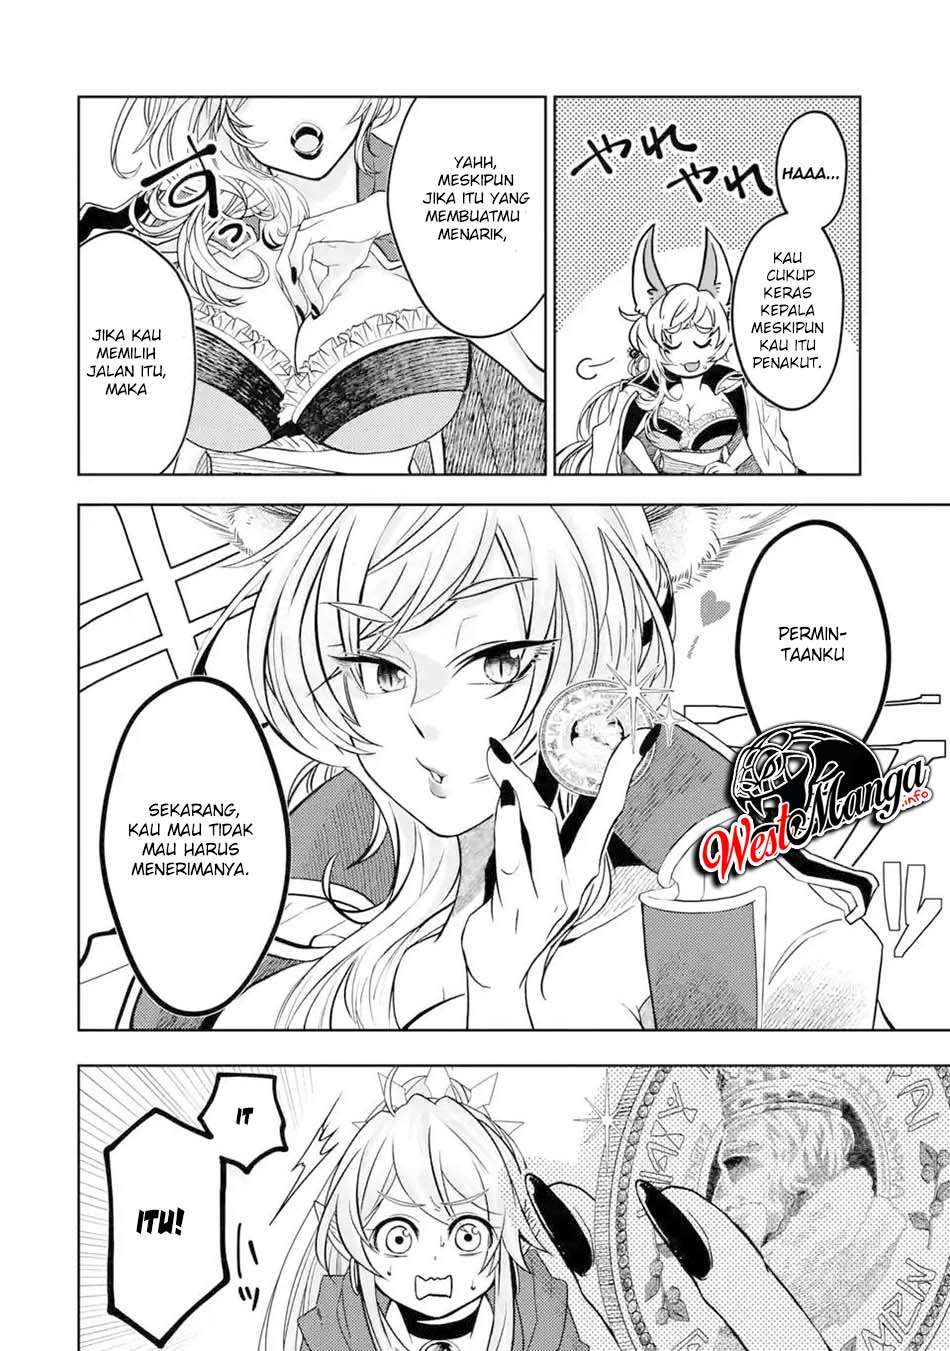 HAAA...
KAU
CUKUP
KERAS
KEPALA
MESKIPUN
KAU ITU
PENAKUT.
やれ
やれ
YAHH,
MESKIPUN
JIKA ITU YANG
MEMBUATMU
MENARIK,
すっ
JIKA KAU
MEMILIH
JALAN ITU,
MAKA
PERMIN-
TAANKU
WestManga
.info
SEKARANG,
KAU MAU TIDAK
MAU HARUS
MENERIMANYA.
IT
ITU!